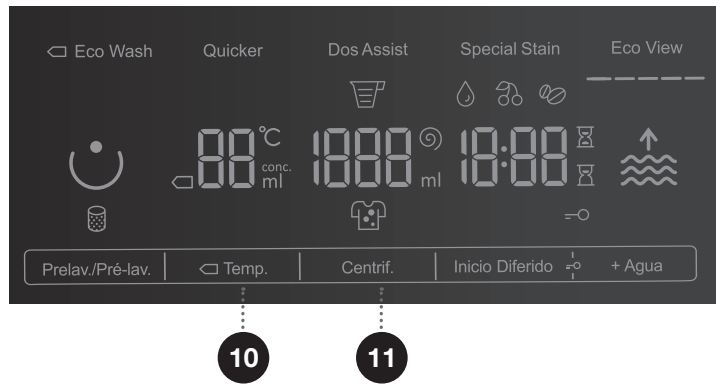 Eco Wash Quicker Dos Assist Special Stain Eco View
88 °C 1888 18:88
conc.
ml ml
Prelav./Pré-lav. Temp. Centrif. Inicio Diferido + Agua
10 11